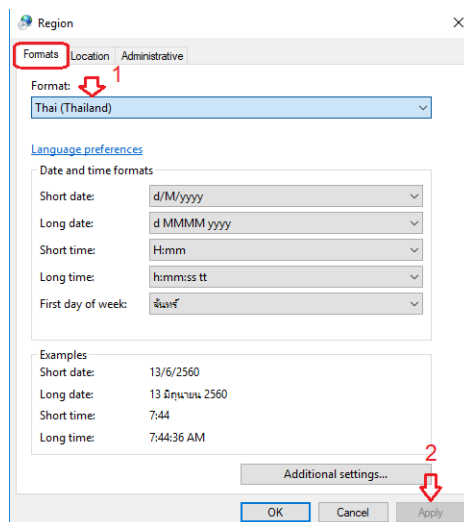 Region
Formats Location Administrative
1
Format:
Thai (Thailand)
Language preferences
Date and time formats
Short date: d/M/yyyy
Long date: d MMMM yyyy
Short time: H:mm
Long time: h:mm:ss tt
First day of week: จันทร์
Examples
Short date: 13/6/2560
Long date: 13 มิถุนายน 2560
Short time: 7:44
Long time: 7:44:36 AM
2
Additional settings...
OK Cancel Apply